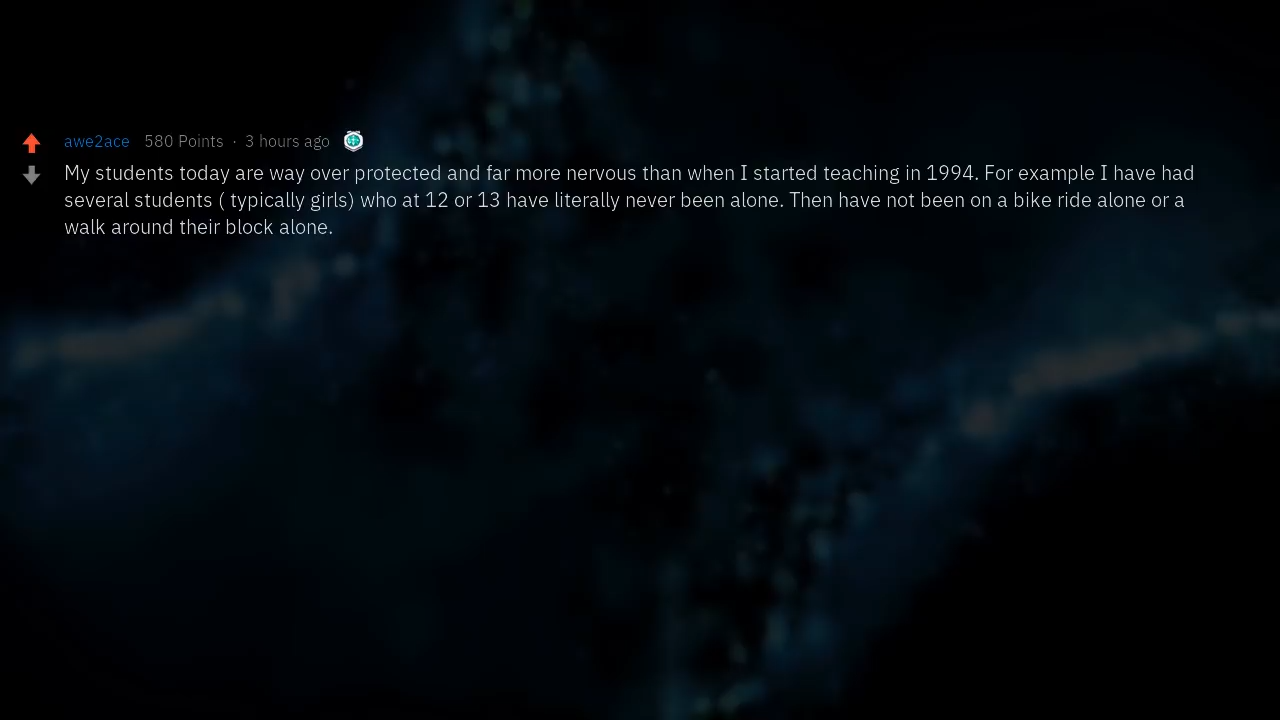 awe2ace 580 Points · 3 hours ago
My students today are way over protected and far more nervous than when I started teaching in 1994. For example I have had
several students ( typically girls) who at 12 or 13 have literally never been alone. Then have not been on a bike ride alone or a
walk around their block alone.